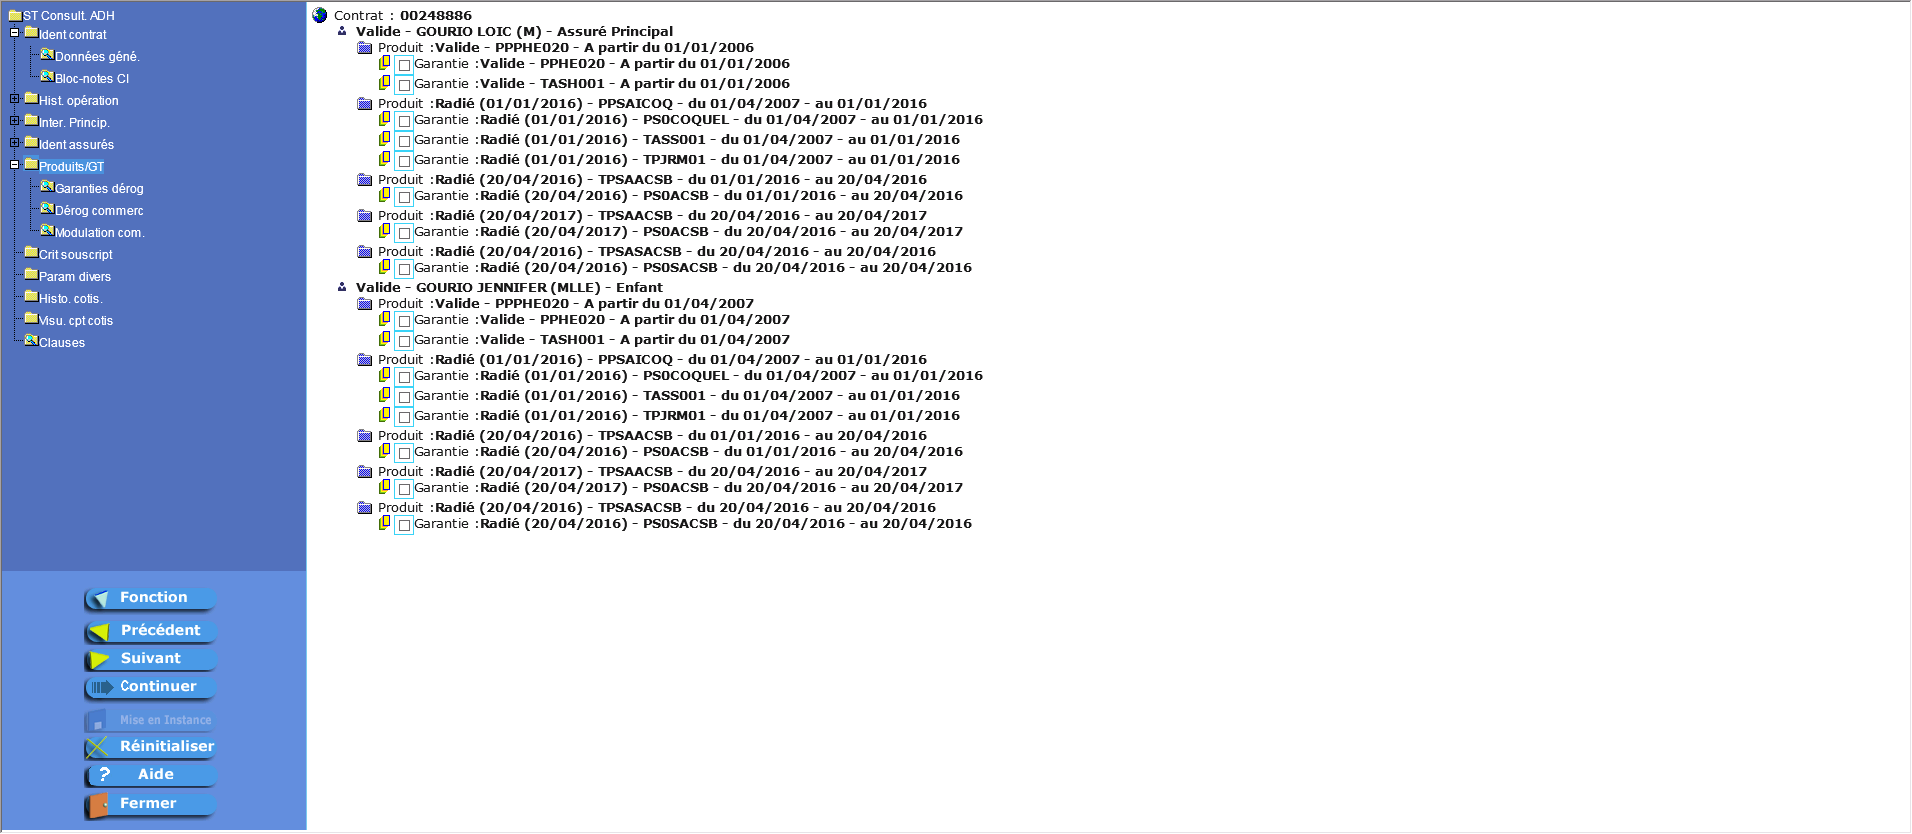 ST Consult. ADH
Ident contrat
Données géné.
Bloc-notes CI
Hist. opération
Inter. Princip.
Ident assurés
Produits/GT
Garanties dérog
Dérog commerc
Modulation com.
Crit souscript
Param divers
Histo. cotis.
Visu. cpt cotis
Clauses
Fonction
Précédent
Suivant
Continuer
Mise en Instance
Réinitialiser
? Aide
Fermer
Contrat : 00248886
Valide - GOURIO LOIC (M) - Assuré Principal
Produit :Valide - PPPHE020 - A partir du 01/01/2006
Garantie :Valide - PPHE020 - A partir du 01/01/2006
Garantie :Valide - TASH001 - A partir du 01/01/2006
Produit :Radié (01/01/2016) - PPSAICOQ - du 01/04/2007 - au 01/01/2016
Garantie :Radié (01/01/2016) - PS0COQUEL - du 01/04/2007 - au 01/01/2016
Garantie :Radié (01/01/2016) - TASS001 - du 01/04/2007 - au 01/01/2016
Garantie :Radié (01/01/2016) - TPJRM01 - du 01/04/2007 - au 01/01/2016
Produit :Radié (20/04/2016) - TPSAACSB - du 01/01/2016 - au 20/04/2016
Garantie :Radié (20/04/2016) - PS0ACSB - du 01/01/2016 - au 20/04/2016
Produit :Radié (20/04/2017) - TPSAACSB - du 20/04/2016 - au 20/04/2017
Garantie :Radié (20/04/2017) - PS0ACSB - du 20/04/2016 - au 20/04/2017
Produit :Radié (20/04/2016) - TPSASACSB - du 20/04/2016 - au 20/04/2016
Garantie :Radié (20/04/2016) - PS0SACSB - du 20/04/2016 - au 20/04/2016
Valide - GOURIO JENNIFER (MLLE) - Enfant
Produit :Valide - PPPHE020 - A partir du 01/04/2007
Garantie :Valide - PPHE020 - A partir du 01/04/2007
Garantie :Valide - TASH001 - A partir du 01/04/2007
Produit :Radié (01/01/2016) - PPSAICOQ - du 01/04/2007 - au 01/01/2016
Garantie :Radié (01/01/2016) - PS0COQUEL - du 01/04/2007 - au 01/01/2016
Garantie :Radié (01/01/2016) - TASS001 - du 01/04/2007 - au 01/01/2016
Garantie :Radié (01/01/2016) - TPJRM01 - du 01/04/2007 - au 01/01/2016
Produit :Radié (20/04/2016) - TPSAACSB - du 01/01/2016 - au 20/04/2016
Garantie :Radié (20/04/2016) - PS0ACSB - du 01/01/2016 - au 20/04/2016
Produit :Radié (20/04/2017) - TPSAACSB - du 20/04/2016 - au 20/04/2017
Garantie :Radié (20/04/2017) - PS0ACSB - du 20/04/2016 - au 20/04/2017
Produit :Radié (20/04/2016) - TPSASACSB - du 20/04/2016 - au 20/04/2016
Garantie :Radié (20/04/2016) - PS0SACSB - du 20/04/2016 - au 20/04/2016